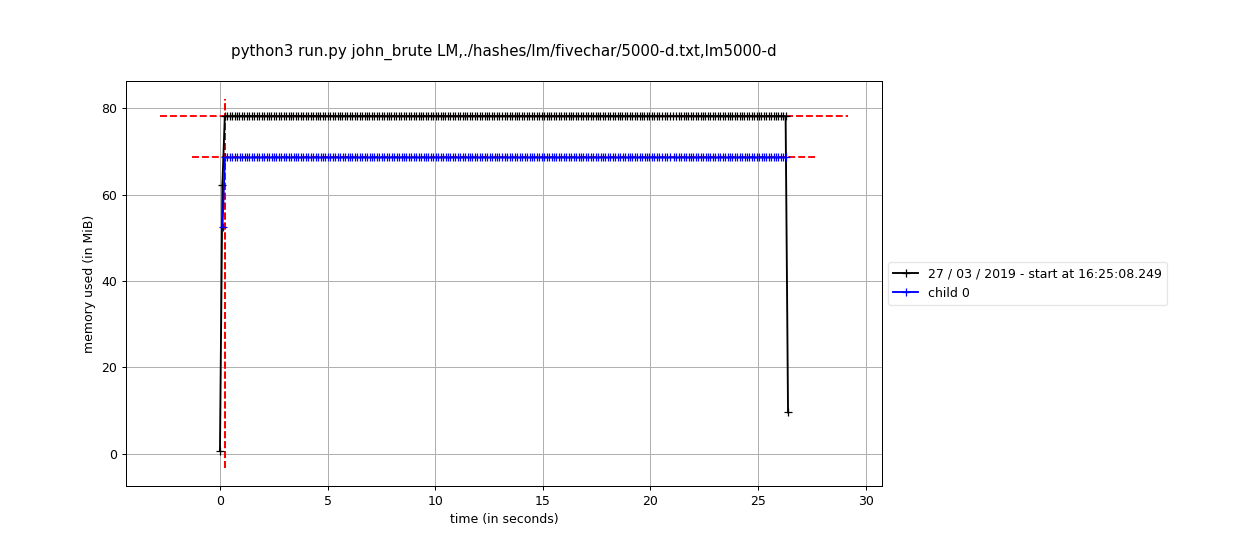 python3 run.py john_brute LM,./hashes/lm/fivechar/5000-d.txt,lm5000-d
80
60
40
20
0
memory used (in MiB)
0 5 10 15 20 25 30
time (in seconds)
27 / 03 / 2019 - start at 16:25:08.249
child 0